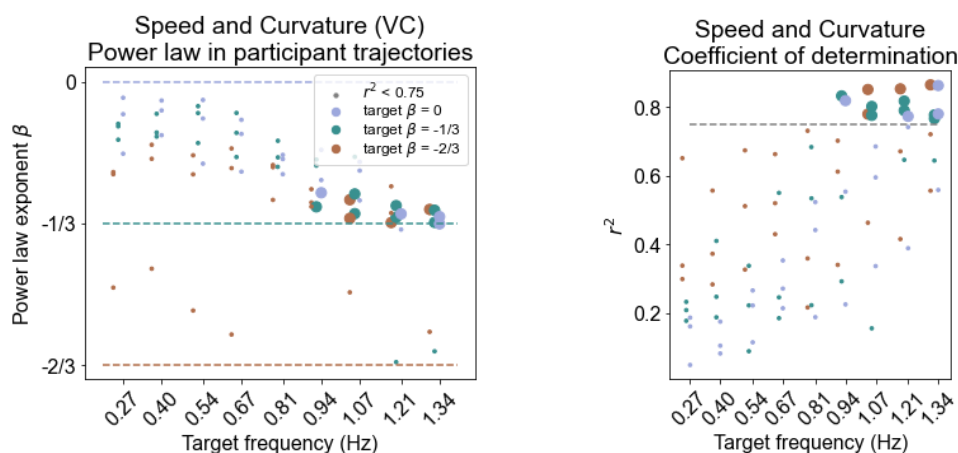 Speed and Curvature (VC)
Power law in participant trajectories
Power law exponent β
0
-1/3
-2/3
r² < 0.75
target β = 0
target β = -1/3
target β = -2/3
0.27
0.40
0.54
0.67
0.81
0.94
1.07
1.21
1.34
Target frequency (Hz)
Speed and Curvature
Coefficient of determination
r²
0.8
0.6
0.4
0.2
0.27
0.40
0.54
0.67
0.81
0.94
1.07
1.21
1.34
Target frequency (Hz)